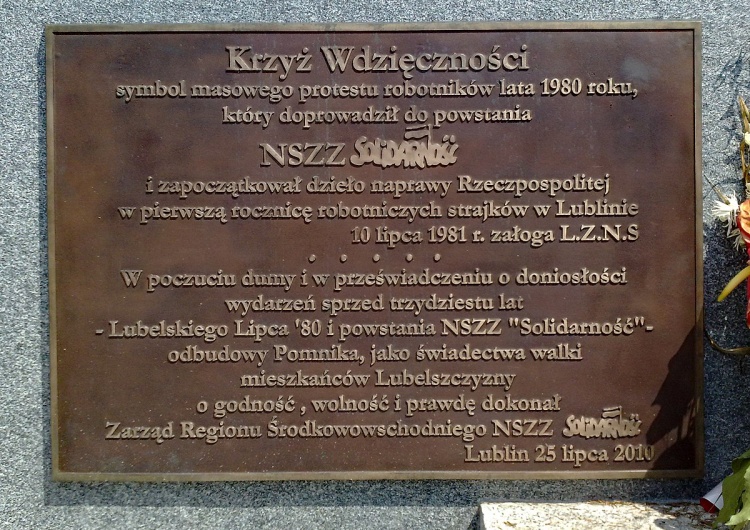 Krzyż Wdzięczności
symbol masowego protestu robotników lata 1980 roku,
który doprowadził do powstania
NSZZ Solidarność
i zapoczątkował dzieło naprawy Rzeczpospolitej
w pierwszą rocznicę robotniczych strajków w Lublinie
10 lipca 1981 r. załoga L.Z.N.S
. . . . .
W poczuciu dumy i w przeświadczeniu o doniosłości
wydarzeń sprzed trzydziestu lat
- Lubelskiego Lipca '80 i powstania NSZZ "Solidarność"-
odbudowy Pomnika, jako świadectwa walki
mieszkańców Lubelszczyzny
o godność , wolność i prawdę dokonał
Zarząd Regionu Środkowowschodniego NSZZ Solidarność
Lublin 25 lipca 2010